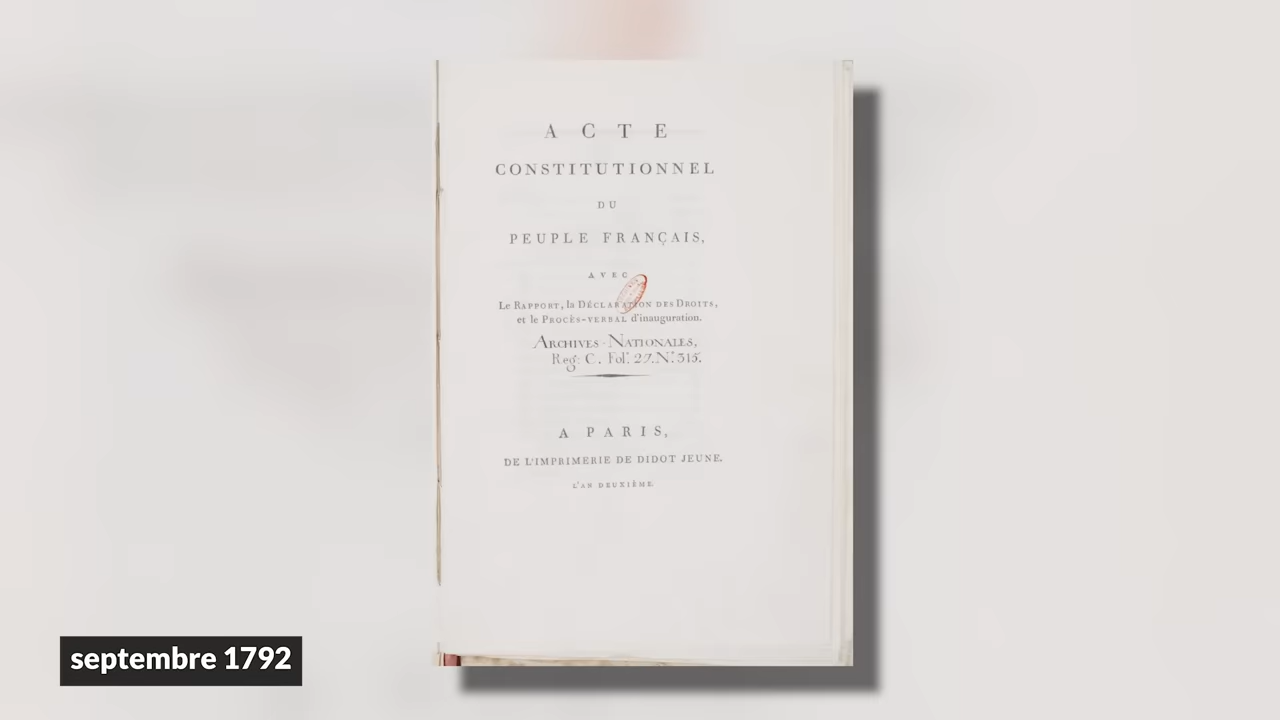 ACTE
CONSTITUTIONNEL
DU
PEUPLE FRANÇAIS,
AVEC
Le Rapport, la Déclaration des Droits,
et le Procès-verbal d'inauguration.
Archives Nationales,
Reg: C. Fol: 27. N.º 315.
A PARIS,
DE L'IMPRIMERIE DE DIDOT JEUNE.
L'AN DEUXIÈME.
septembre 1792